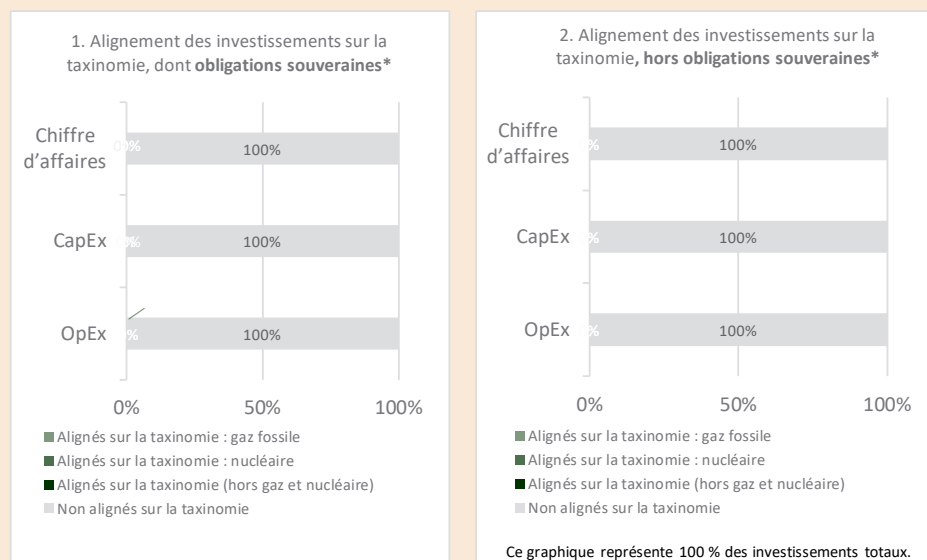 1. Alignement des investissements sur la
taxinomie, dont obligations souveraines*
Chiffre
d’affaires
0%
100%
CapEx
0%
100%
OpEx
%
100%
0%
50%
100%
Alignés sur la taxinomie : gaz fossile
Alignés sur la taxinomie : nucléaire
Alignés sur la taxinomie (hors gaz et nucléaire)
Non alignés sur la taxinomie
2. Alignement des investissements sur la
taxinomie, hors obligations souveraines*
Chiffre
d’affaires
%
100%
CapEx
%
100%
OpEx
%
100%
0%
50%
100%
Alignés sur la taxinomie : gaz fossile
Alignés sur la taxinomie : nucléaire
Alignés sur la taxinomie (hors gaz et nucléaire)
Non alignés sur la taxinomie
Ce graphique représente 100 % des investissements totaux.